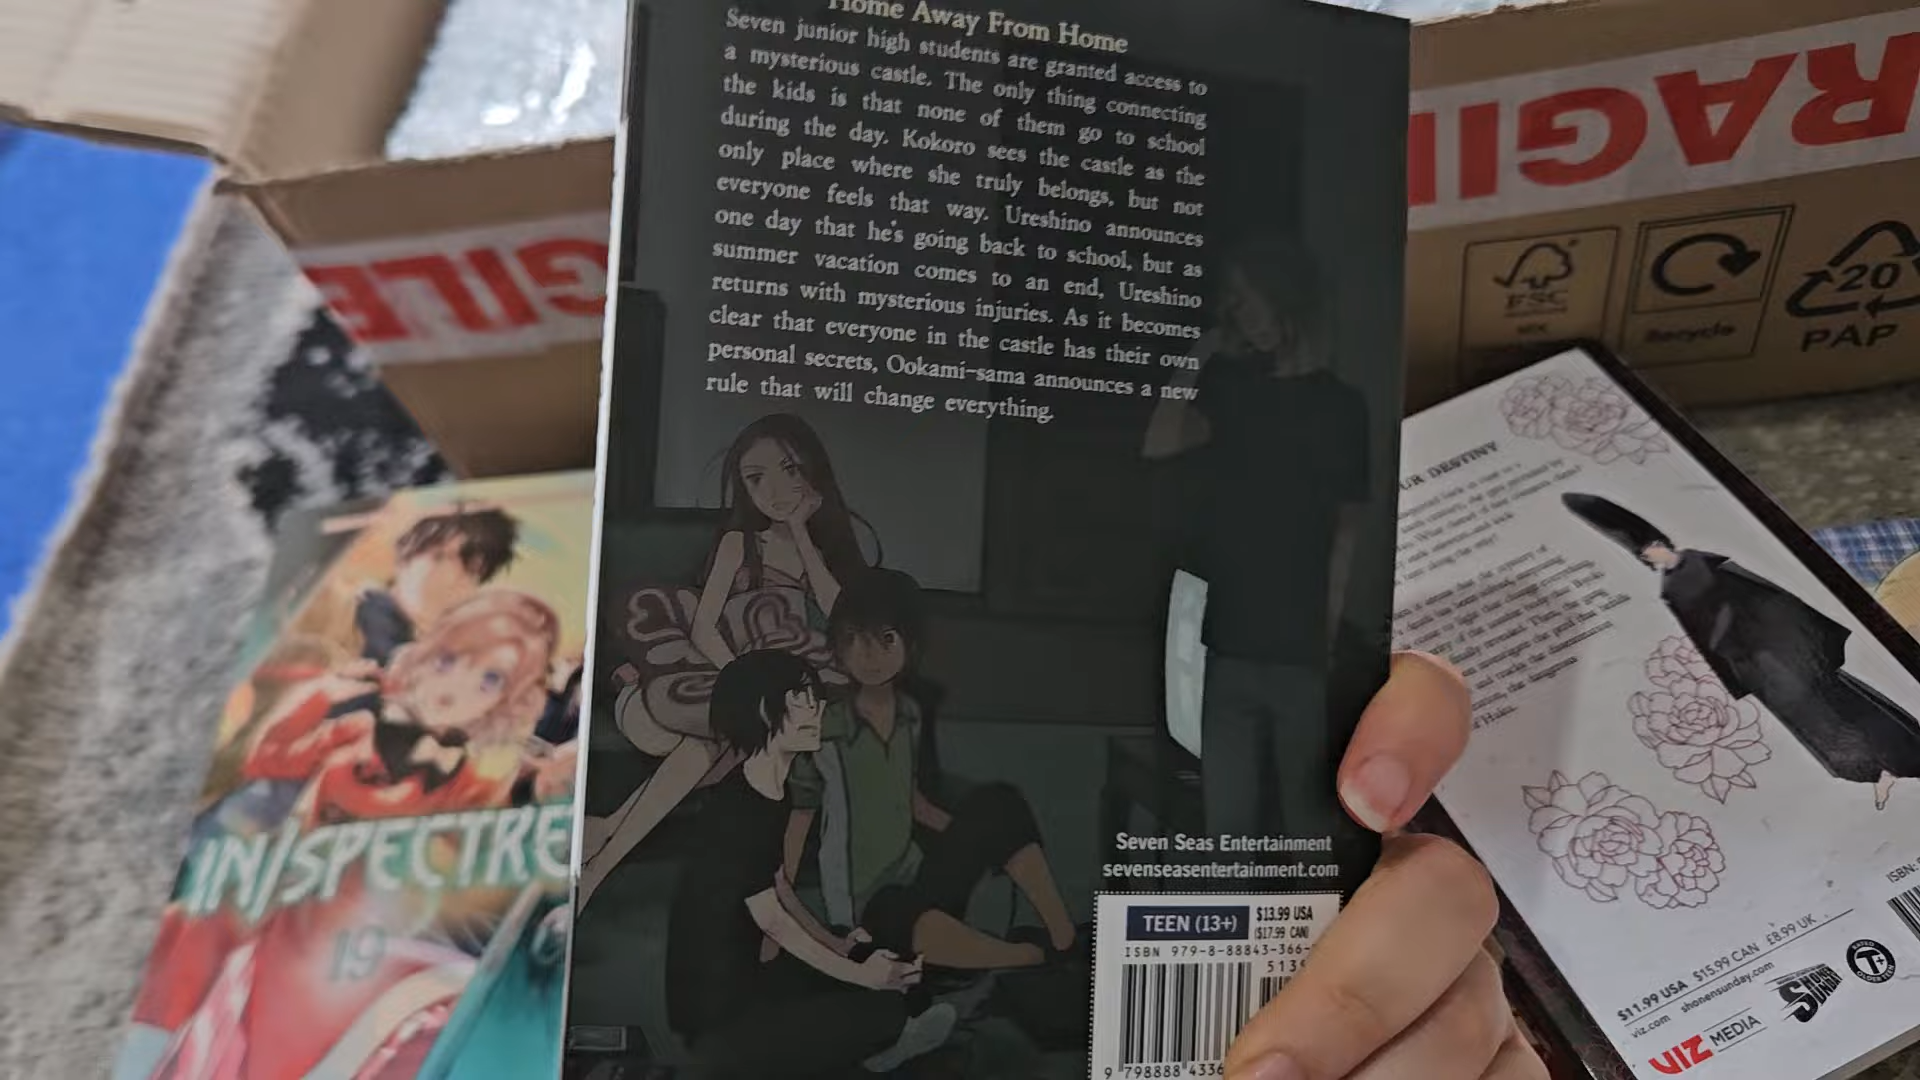 Home Away From Home
Seven junior high students are granted access to
a mysterious castle. The only thing connecting
the kids is that none of them go to school
during the day. Kokoro sees the castle as the
only place where she truly belongs, but not
everyone feels that way. Ureshino announces
one day that he's going back to school, but as
summer vacation comes to an end, Ureshino
returns with mysterious injuries. As it becomes
clear that everyone in the castle has their own
personal secrets, Ookami-sama announces a new
rule that will change everything.
Seven Seas Entertainment
sevenseasentertainment.com
TEEN (13+)
$13.99 USA
($17.99 CAN)
ISBN 979-8-88843-366-
513
9 798888 4336
IN/SPECTRE
19
GILE
RAGIL
FSC
Recycle
20
PAP
UR DESTINY
ISBN:
$11.99 USA $15.99 CAN £8.99 UK
viz.com shonensunday.com
VIZ MEDIA
SHONEN SUNDAY
T+